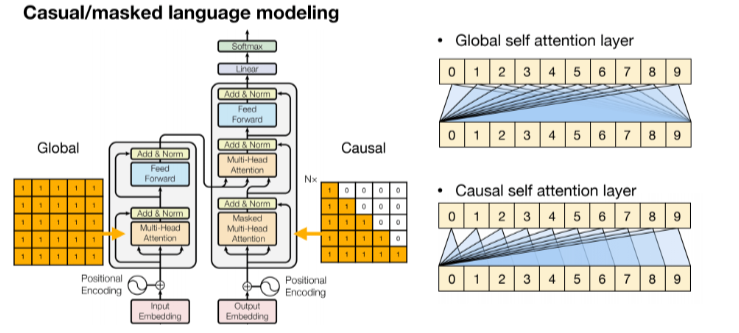 Casual/masked language modeling
Softmax
Linear
Add & Norm
Feed
Forward
Add & Norm
Multi-Head
Attention
Add & Norm
Masked
Multi-Head
Attention
Nx
Positional
Encoding
Output
Embedding
Add & Norm
Feed
Forward
Add & Norm
Multi-Head
Attention
Positional
Encoding
Input
Embedding
Global
1 1 1 1 1
1 1 1 1 1
1 1 1 1 1
1 1 1 1 1
1 1 1 1 1
Causal
1 0 0 0 0
1 1 0 0 0
1 1 1 0 0
1 1 1 1 0
1 1 1 1 1
• Global self attention layer
0 1 2 3 4 5 6 7 8 9
0 1 2 3 4 5 6 7 8 9
• Causal self attention layer
0 1 2 3 4 5 6 7 8 9
0 1 2 3 4 5 6 7 8 9